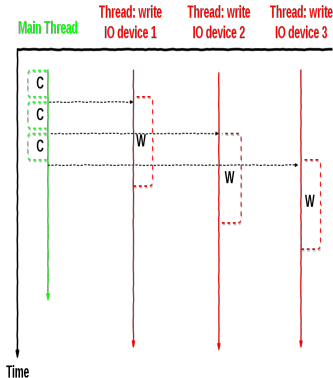 Main Thread
Thread: write
IO device 1
Thread: write
IO device 2
Thread: write
IO device 3
C
C
C
W
W
W
Time